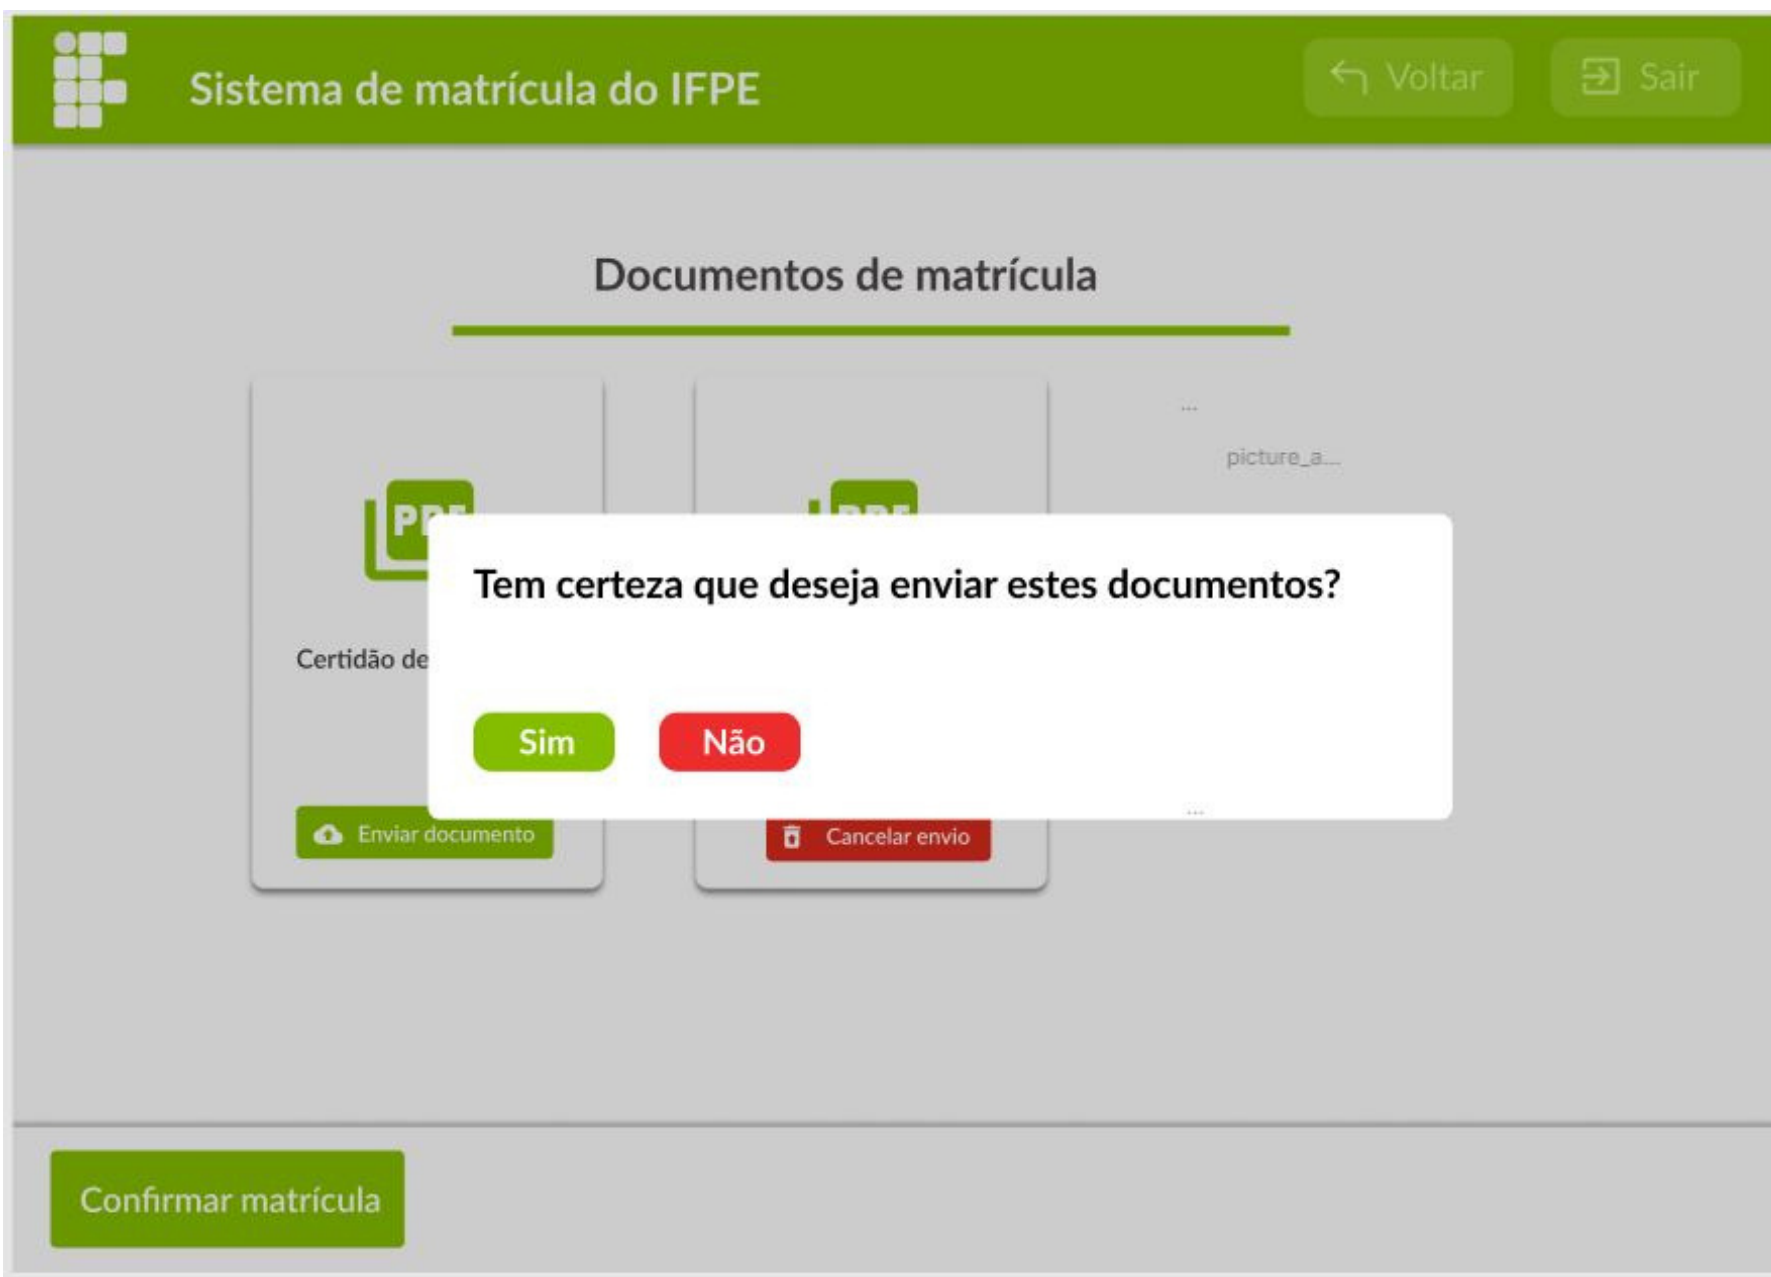 Sistema de matrícula do IFPE
Voltar
Sair
Documentos de matrícula
...
picture_a...
Tem certeza que deseja enviar estes documentos?
Certidão de
Sim
Não
...
Enviar documento
Cancelar envio
Confirmar matrícula